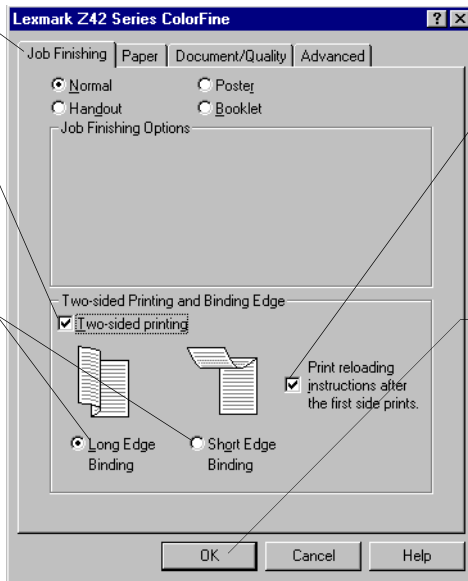 Lexmark Z42 Series ColorFine
Job Finishing Paper Document/Quality Advanced
Normal Poster
Handout Booklet
Job Finishing Options
Two-sided Printing and Binding Edge
Two-sided printing
Print reloading
instructions after
the first side prints.
Long Edge
Binding
Short Edge
Binding
OK Cancel Help